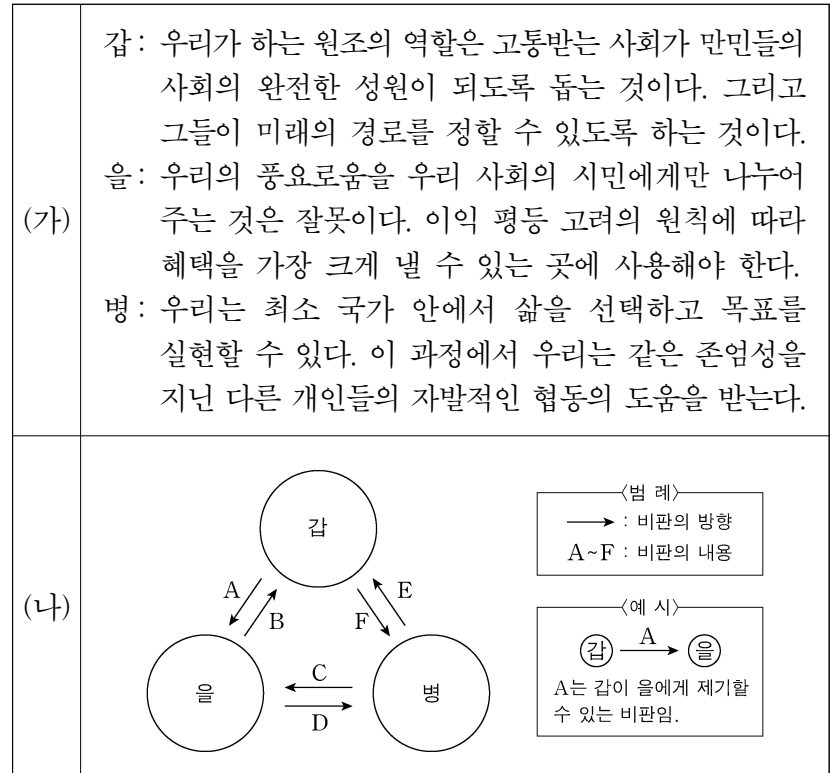 (가)
갑 : 우리가 하는 원조의 역할은 고통받는 사회가 만민들의
사회의 완전한 성원이 되도록 돕는 것이다. 그리고
그들이 미래의 경로를 정할 수 있도록 하는 것이다.
을 : 우리의 풍요로움을 우리 사회의 시민에게만 나누어
주는 것은 잘못이다. 이익 평등 고려의 원칙에 따라
혜택을 가장 크게 낼 수 있는 곳에 사용해야 한다.
병 : 우리는 최소 국가 안에서 삶을 선택하고 목표를
실현할 수 있다. 이 과정에서 우리는 같은 존엄성을
지닌 다른 개인들의 자발적인 협동의 도움을 받는다.
(나)
갑
A
B
F
E
을
C
D
병
<범 례>
→ : 비판의 방향
A~F : 비판의 내용
<예 시>
갑 A 을
A는 갑이 을에게 제기할
수 있는 비판임.